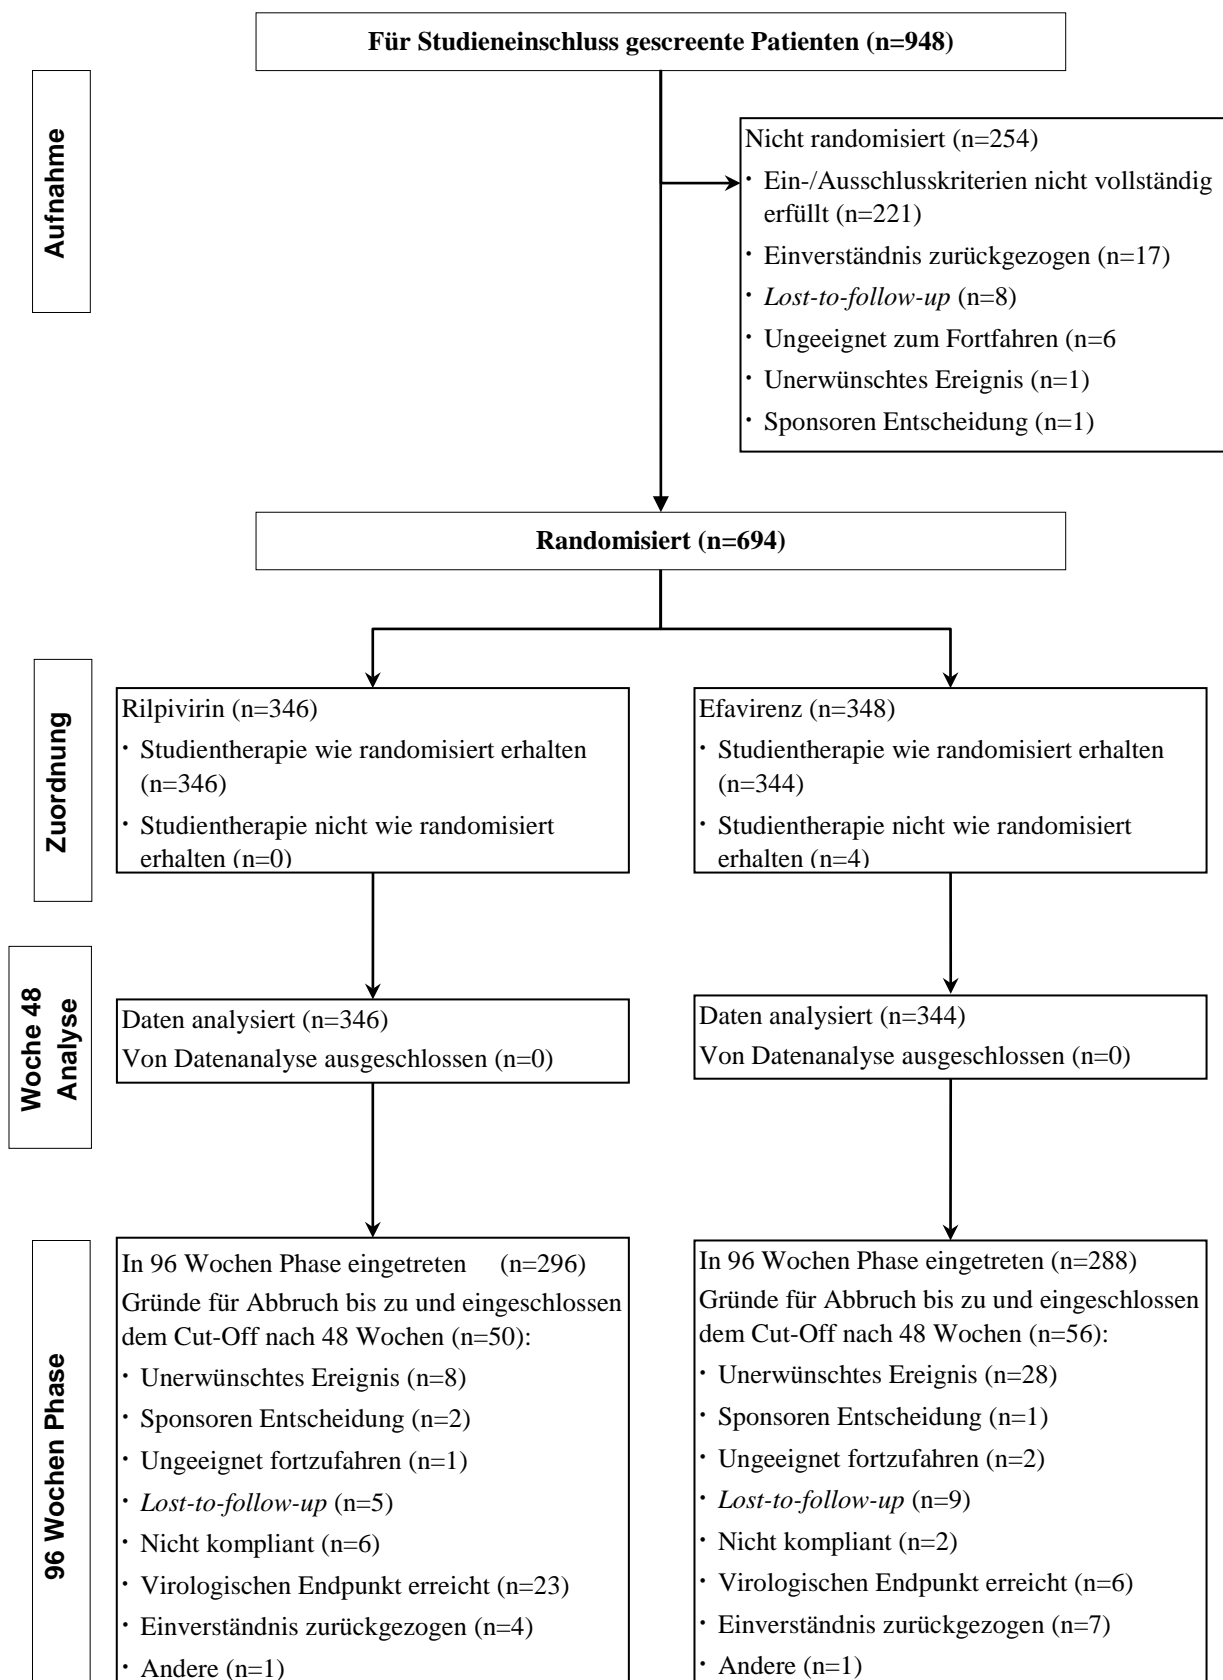 Für Studieneinschluss gescreente Patienten (n=948)
Aufnahme
Nicht randomisiert (n=254)
· Ein-/Ausschlusskriterien nicht vollständig
erfüllt (n=221)
· Einverständnis zurückgezogen (n=17)
· Lost-to-follow-up (n=8)
· Ungeeignet zum Fortfahren (n=6
· Unerwünschtes Ereignis (n=1)
· Sponsoren Entscheidung (n=1)
Randomisiert (n=694)
Zuordnung
Rilpivirin (n=346)
· Studientherapie wie randomisiert erhalten
(n=346)
· Studientherapie nicht wie randomisiert
erhalten (n=0)
Efavirenz (n=348)
· Studientherapie wie randomisiert erhalten
(n=344)
· Studientherapie nicht wie randomisiert
erhalten (n=4)
Woche 48
Analyse
Daten analysiert (n=346)
Von Datenanalyse ausgeschlossen (n=0)
Daten analysiert (n=344)
Von Datenanalyse ausgeschlossen (n=0)
96 Wochen Phase
In 96 Wochen Phase eingetreten (n=296)
Gründe für Abbruch bis zu und eingeschlossen
dem Cut-Off nach 48 Wochen (n=50):
· Unerwünschtes Ereignis (n=8)
· Sponsoren Entscheidung (n=2)
· Ungeeignet fortzufahren (n=1)
· Lost-to-follow-up (n=5)
· Nicht kompliant (n=6)
· Virologischen Endpunkt erreicht (n=23)
· Einverständnis zurückgezogen (n=4)
· Andere (n=1)
In 96 Wochen Phase eingetreten (n=288)
Gründe für Abbruch bis zu und eingeschlossen
dem Cut-Off nach 48 Wochen (n=56):
· Unerwünschtes Ereignis (n=28)
· Sponsoren Entscheidung (n=1)
· Ungeeignet fortzufahren (n=2)
· Lost-to-follow-up (n=9)
· Nicht kompliant (n=2)
· Virologischen Endpunkt erreicht (n=6)
· Einverständnis zurückgezogen (n=7)
· Andere (n=1)